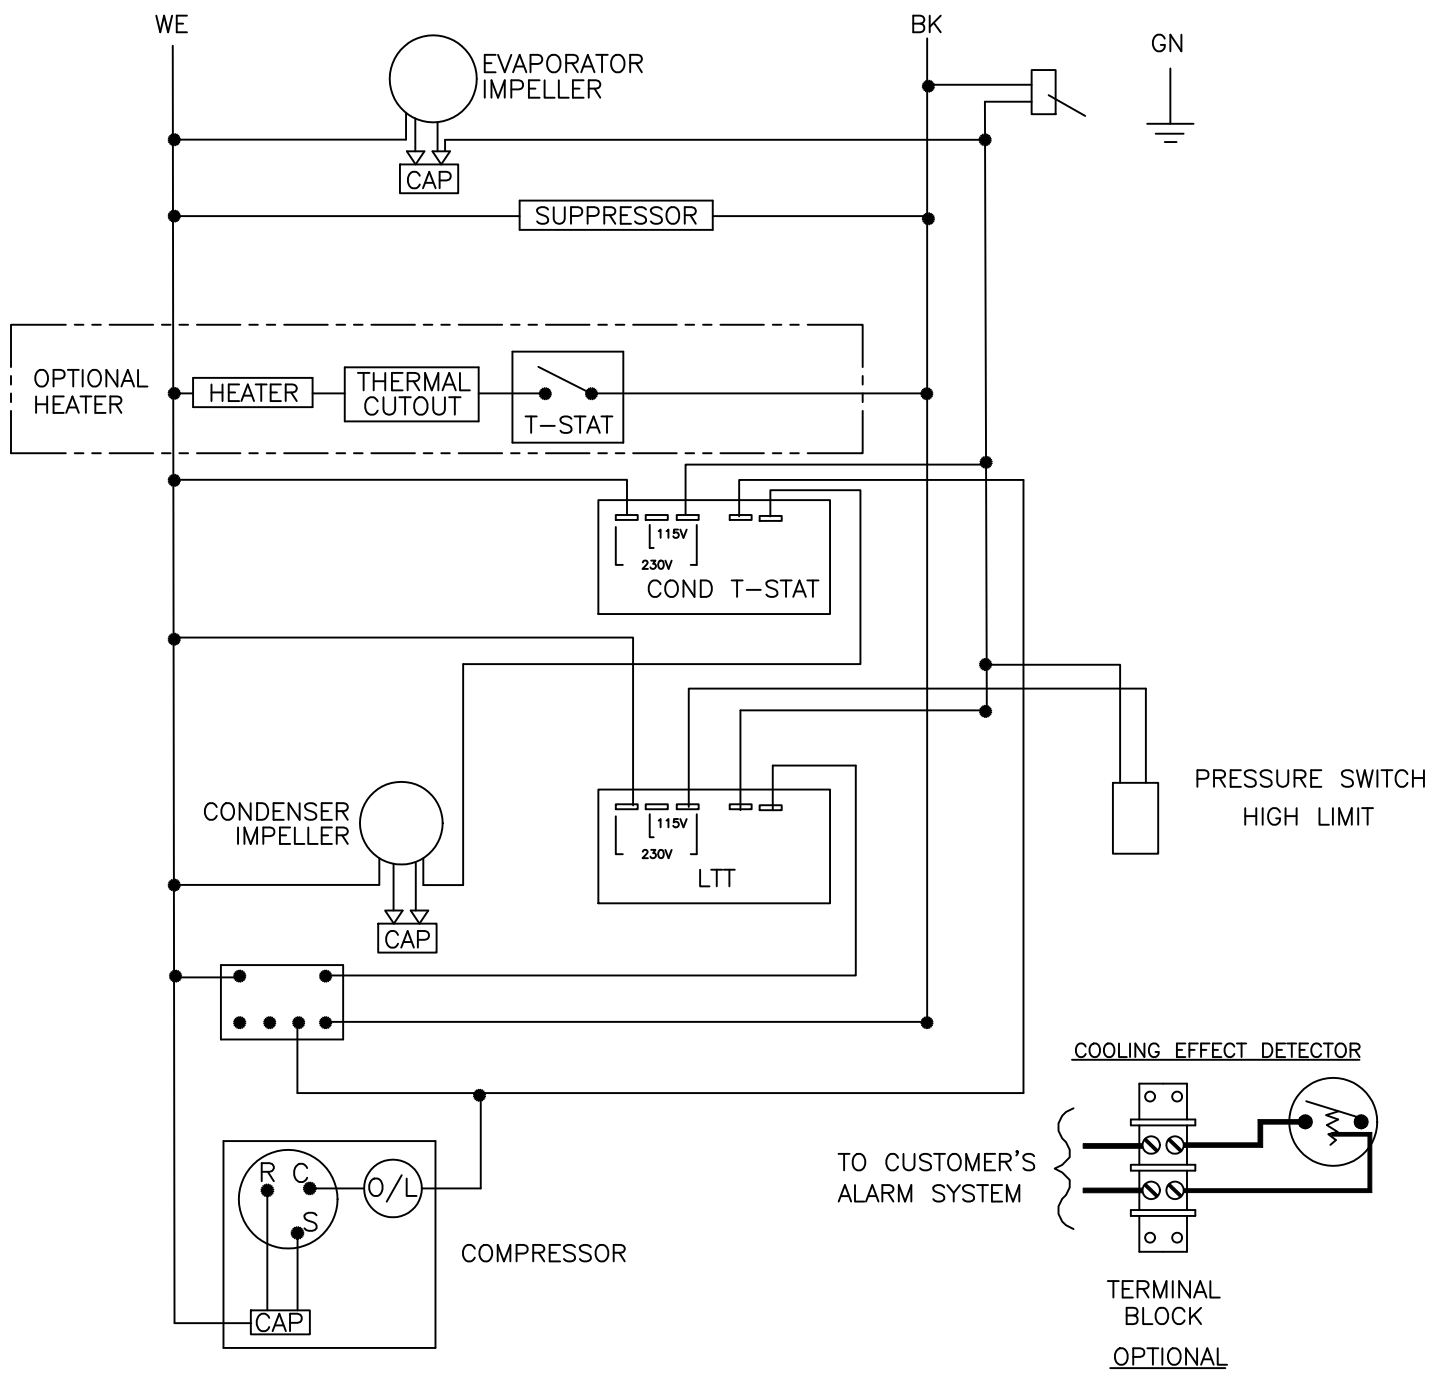 WE
BK
GN
EVAPORATOR
IMPELLER
CAP
SUPPRESSOR
OPTIONAL
HEATER
HEATER
THERMAL
CUTOUT
T-STAT
115V
230V
COND T-STAT
CONDENSER
IMPELLER
CAP
115V
230V
LTT
PRESSURE SWITCH
HIGH LIMIT
COOLING EFFECT DETECTOR
TO CUSTOMER'S
ALARM SYSTEM
TERMINAL
BLOCK
OPTIONAL
R C
O/L
S
CAP
COMPRESSOR